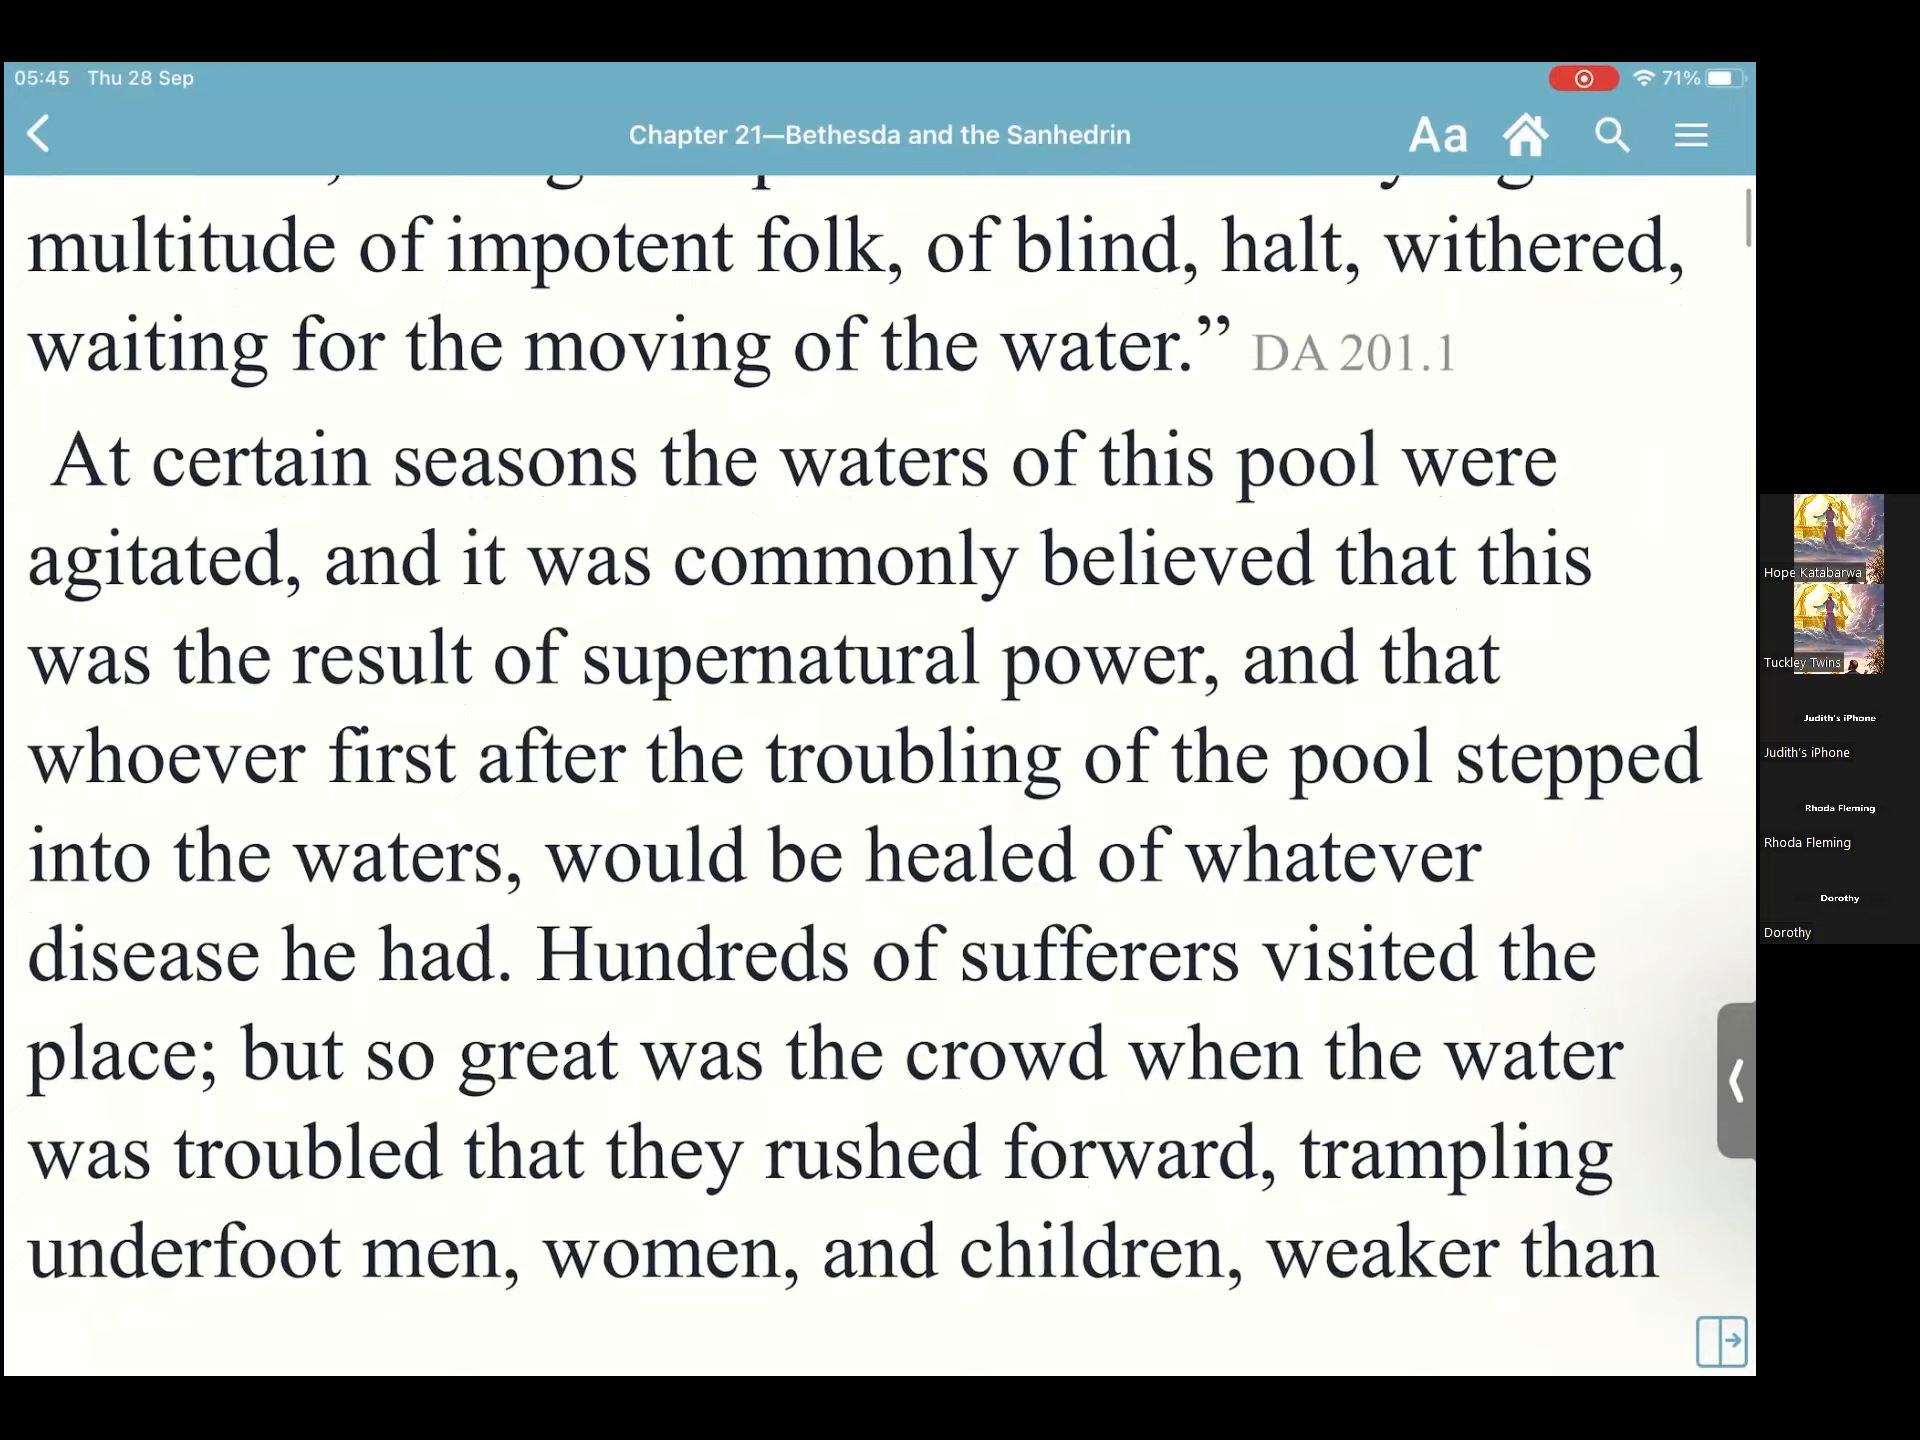 05:45 Thu 28 Sep
71%
Chapter 21—Bethesda and the Sanhedrin
Aa
multitude of impotent folk, of blind, halt, withered,
waiting for the moving of the water.” DA 201.1
At certain seasons the waters of this pool were
agitated, and it was commonly believed that this
was the result of supernatural power, and that
whoever first after the troubling of the pool stepped
into the waters, would be healed of whatever
disease he had. Hundreds of sufferers visited the
place; but so great was the crowd when the water
was troubled that they rushed forward, trampling
underfoot men, women, and children, weaker than
Hope Katabarwa
Tuckley Twins
Judith's iPhone
Judith's iPhone
Rhoda Fleming
Rhoda Fleming
Dorothy
Dorothy